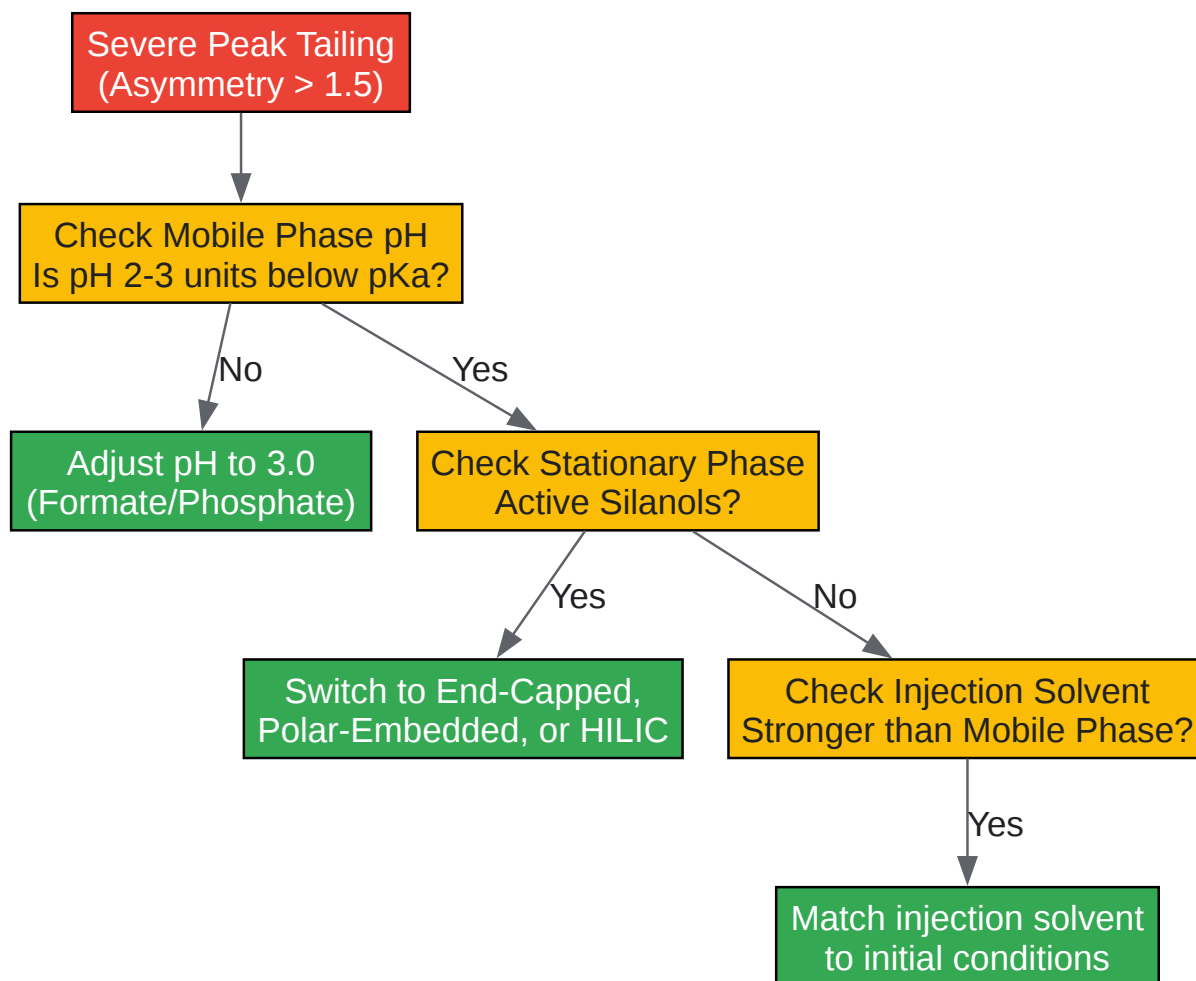 Severe Peak Tailing
(Asymmetry > 1.5)
Check Mobile Phase pH
Is pH 2-3 units below pKa?
No
Yes
Adjust pH to 3.0
(Formate/Phosphate)
Check Stationary Phase
Active Silanols?
Yes
No
Switch to End-Capped,
Polar-Embedded, or HILIC
Check Injection Solvent
Stronger than Mobile Phase?
Yes
Match injection solvent
to initial conditions